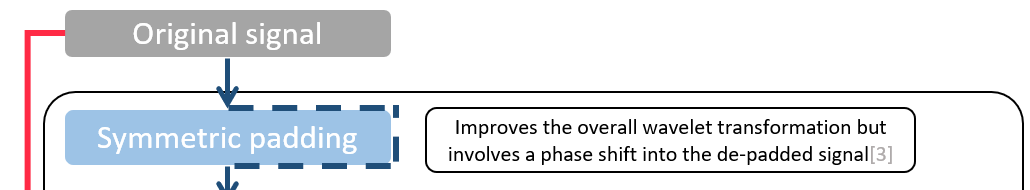 Original signal
Symmetric padding
Improves the overall wavelet transformation but
involves a phase shift into the de-padded signal[3]